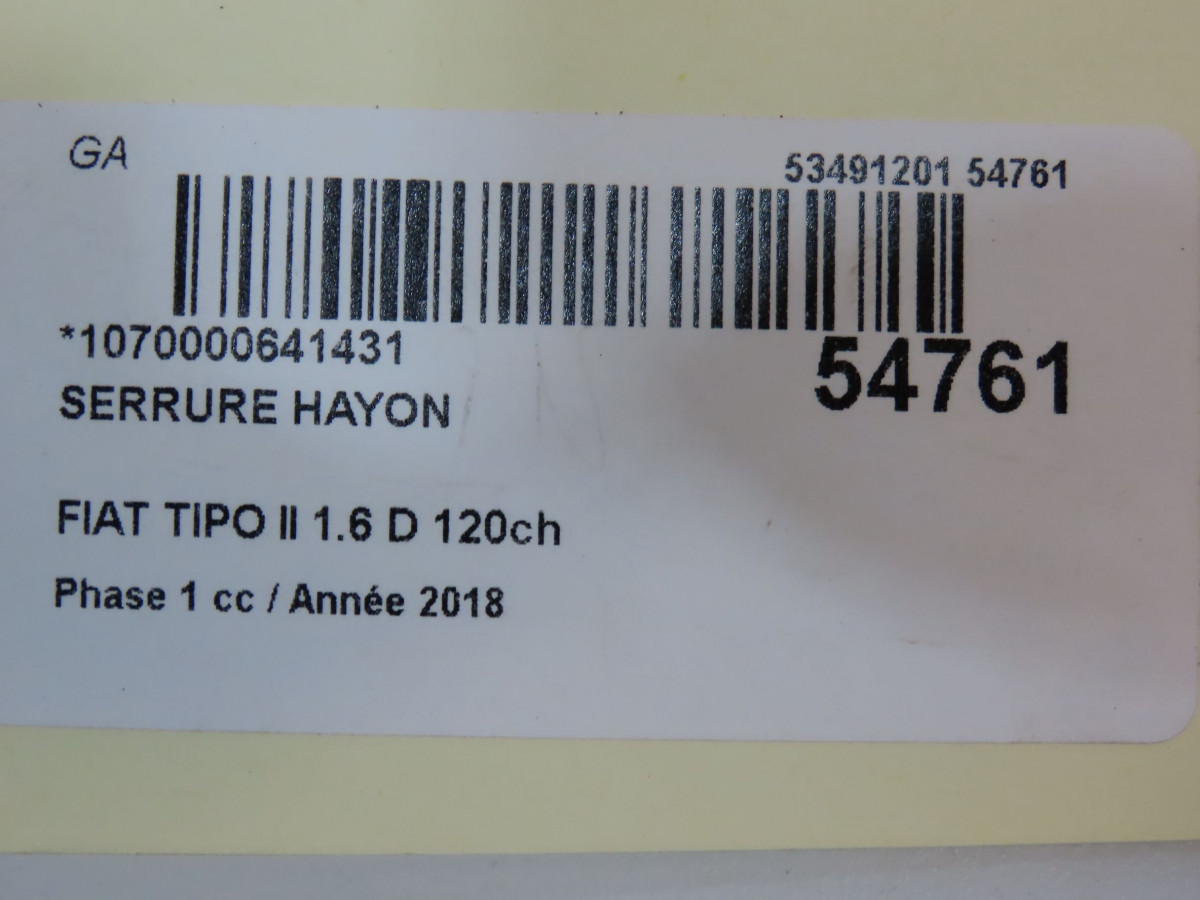 GA
53491201 54761
*1070000641431
54761
SERRURE HAYON
FIAT TIPO II 1.6 D 120ch
Phase 1 cc / Année 2018